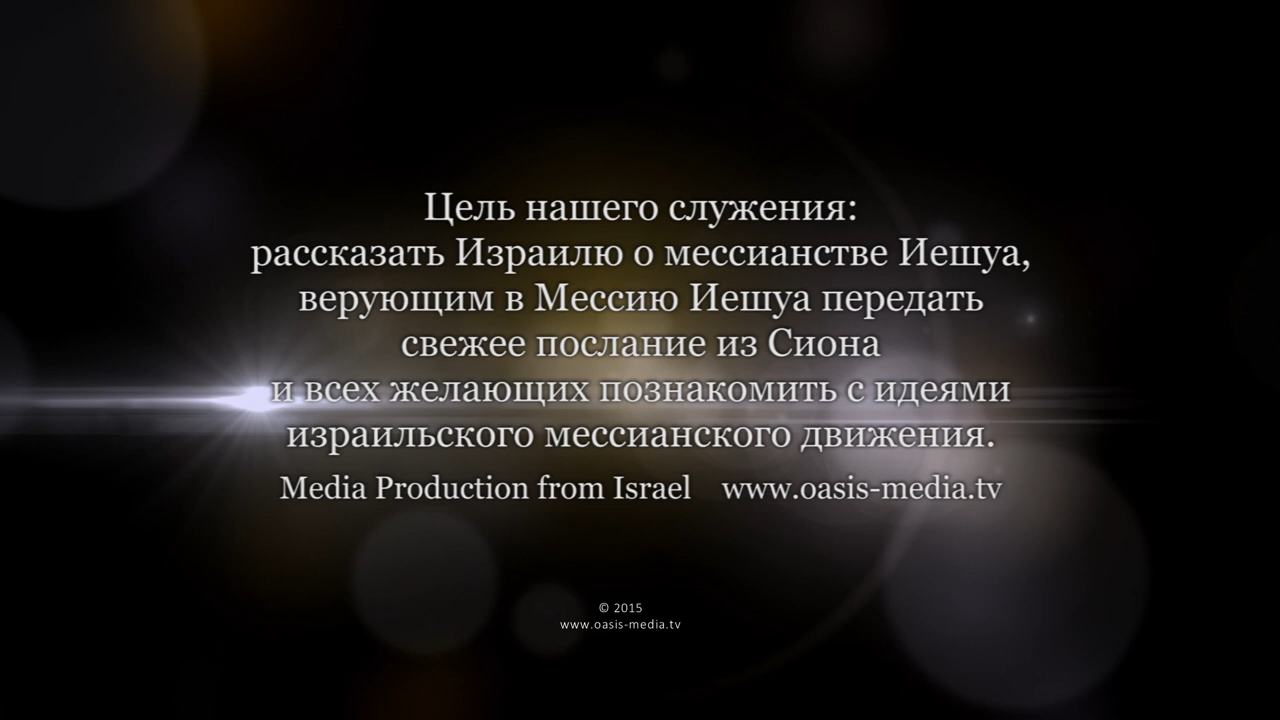 Цель нашего служения:
рассказать Израилю о мессианстве Иешуа,
верующим в Мессию Иешуа передать
свежее послание из Сиона
и всех желающих познакомить с идеями
израильского мессианского движения.
Media Production from Israel www.oasis-media.tv
© 2015
www.oasis-media.tv